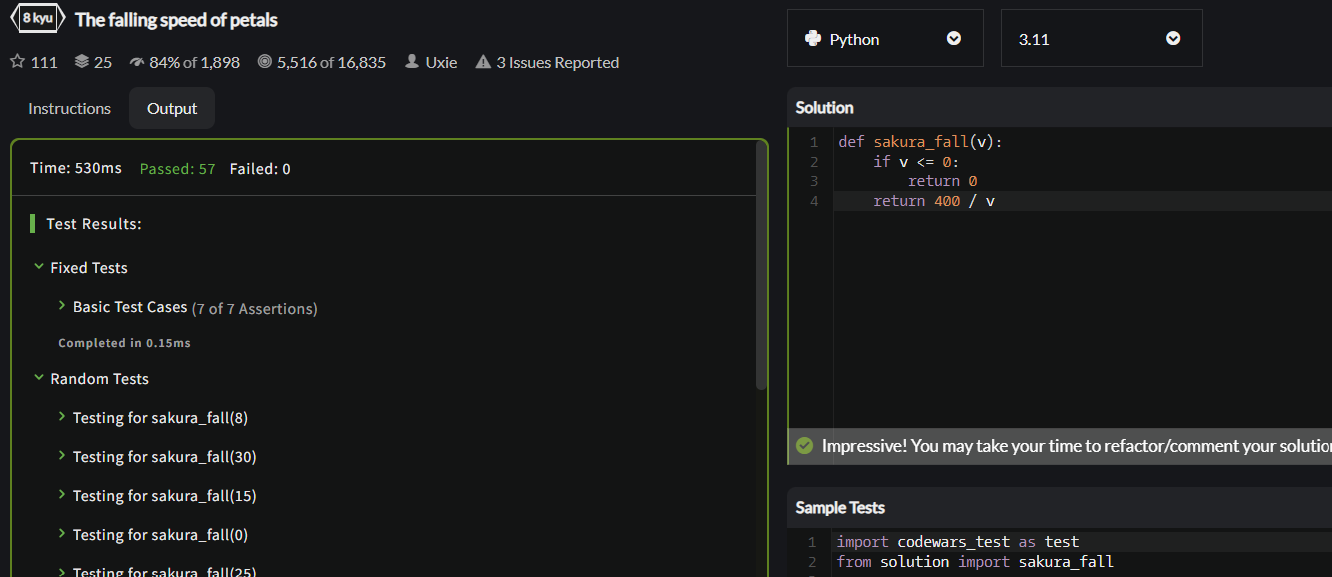 8 kyu The falling speed of petals
111 25 84% of 1,898 5,516 of 16,835 Uxie 3 Issues Reported
Instructions Output
Time: 530ms Passed: 57 Failed: 0
Test Results:
Fixed Tests
Basic Test Cases (7 of 7 Assertions)
Completed in 0.15ms
Random Tests
Testing for sakura_fall(8)
Testing for sakura_fall(30)
Testing for sakura_fall(15)
Testing for sakura_fall(0)
Testing for sakura_fall(25)
Python 3.11
Solution
1 def sakura_fall(v):
2     if v <= 0:
3         return 0
4     return 400 / v
Impressive! You may take your time to refactor/comment your solution
Sample Tests
1 import codewars_test as test
2 from solution import sakura_fall